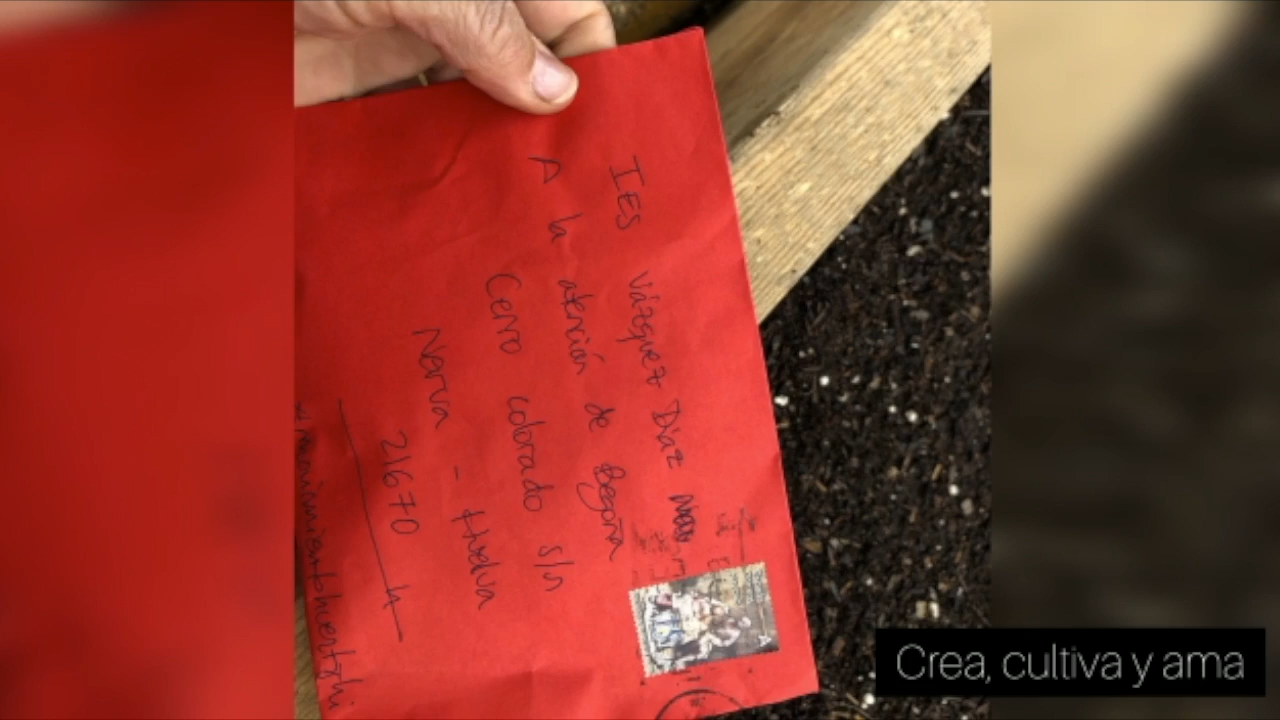 IES Vázquez Díaz
A la atención de Begoña
Cerro colorado s/n
Nerva - Huelva
21670
Crea, cultiva y ama